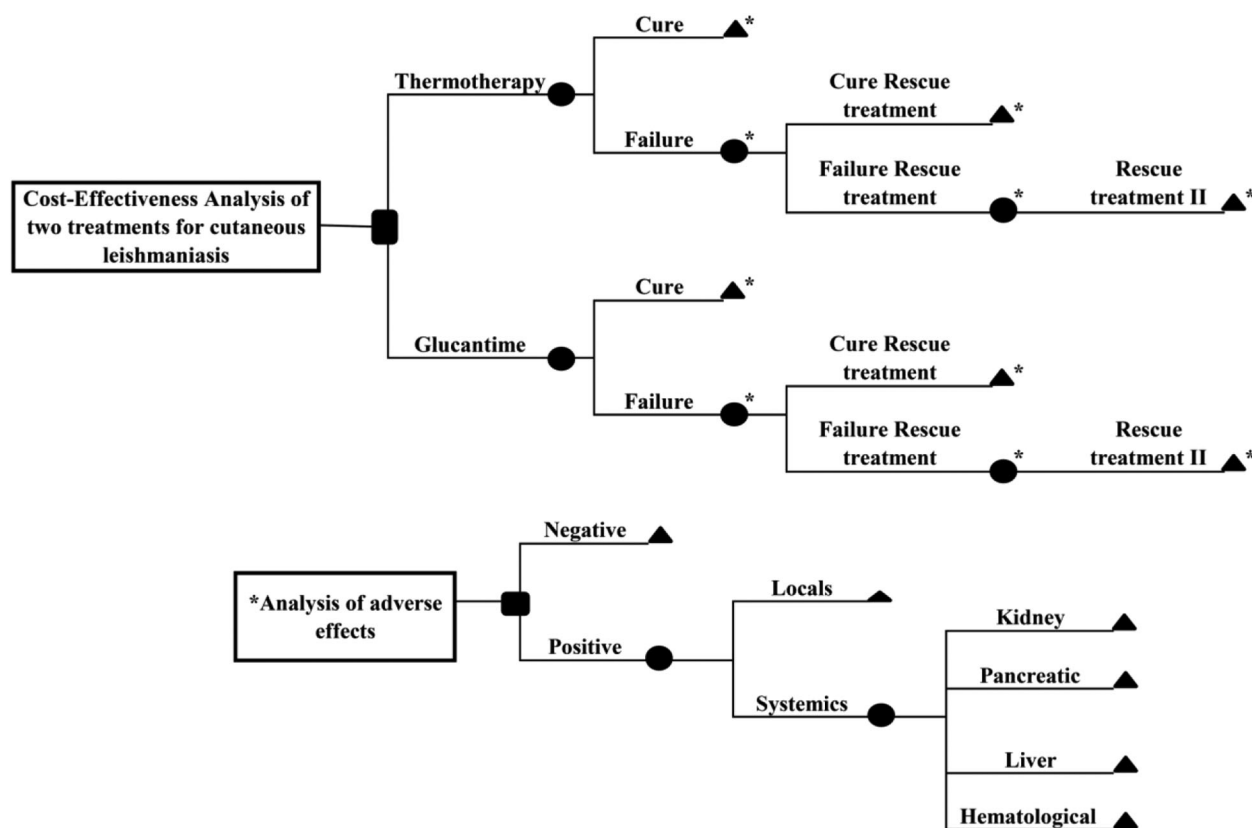 Cure
*
Thermotherapy
Cure Rescue
treatment
*
Failure
*
Failure Rescue
treatment
*
Rescue
treatment II
*
Cost-Effectiveness Analysis of
two treatments for cutaneous
leishmaniasis
Cure
*
Glucantime
Cure Rescue
treatment
*
Failure
*
Failure Rescue
treatment
*
Rescue
treatment II
*
Negative
*Analysis of adverse
effects
Positive
Locals
Systemics
Kidney
Pancreatic
Liver
Hematological